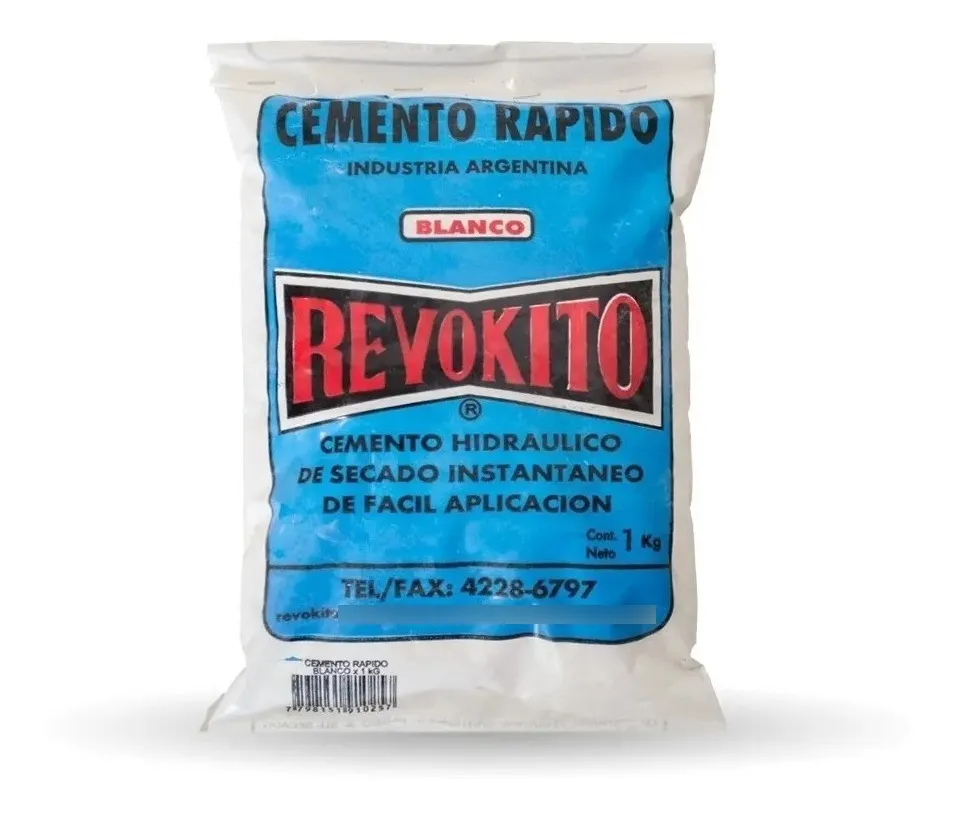 CEMENTO RAPIDO
INDUSTRIA ARGENTINA
BLANCO
REVOKITO
®
CEMENTO HIDRAULICO
DE SECADO INSTANTANEO
DE FACIL APLICACION
Cont. Neto 1 Kg
TEL/FAX: 4228-6797
revokito
CEMENTO RAPIDO
BLANCO x 1 KG
7798151910257